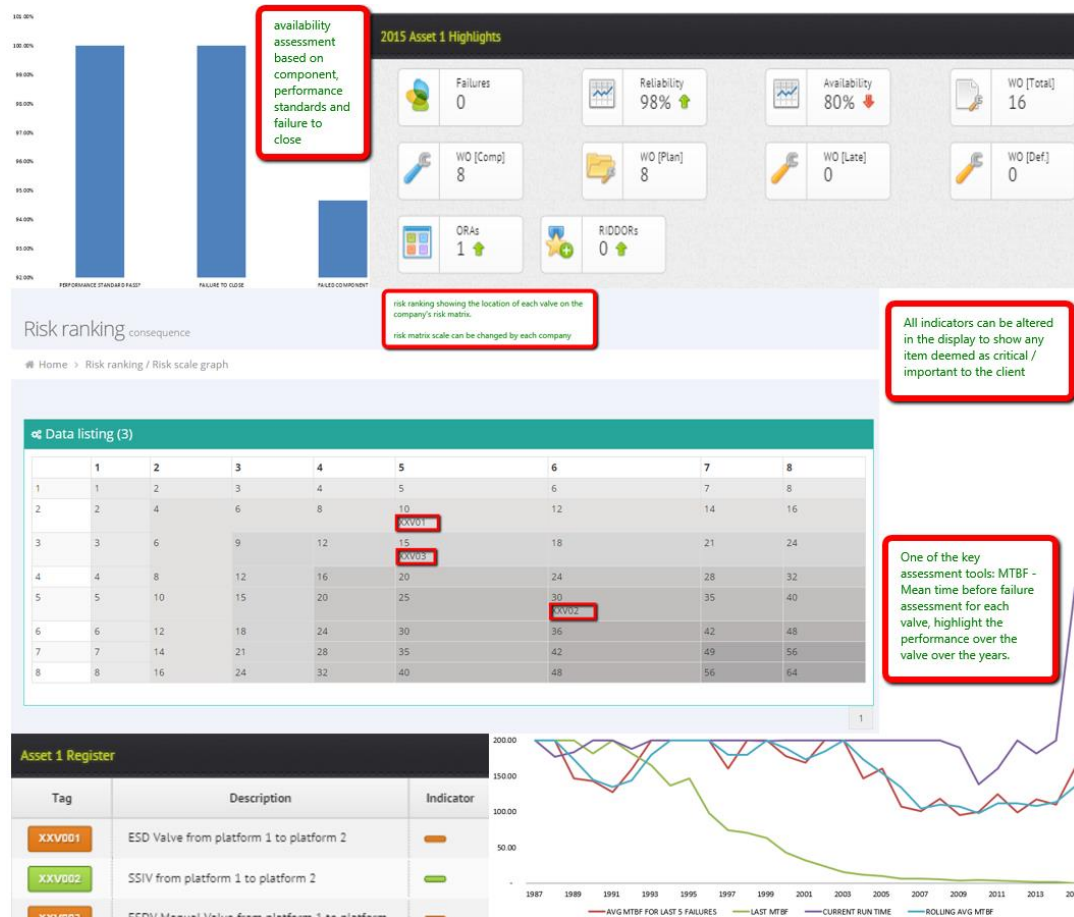 101.00%
100.00%
99.00%
98.00%
97.00%
96.00%
95.00%
94.00%
93.00%
92.00%
PERFORMANCE STANDARD PASS?
FAILURE TO CLOSE
FAILED COMPONENT
availability
assessment
based on
component,
performance
standards and
failure to
close
2015 Asset 1 Highlights
Failures
0
Reliability
98%
Availability
80%
WO [Total]
16
WO [Comp]
8
WO [Plan]
8
WO [Late]
0
WO [Def.]
0
ORAs
1
RIDDORs
0
risk ranking showing the location of each valve on the
company's risk matrix.
risk matrix scale can be changed by each company
Risk ranking consequence
Home > Risk ranking / Risk scale graph
All indicators can be altered
in the display to show any
item deemed as critical /
important to the client
Data listing (3)
1 2 3 4 5 6 7 8
1 1 2 3 4 5 6 7 8
2 2 4 6 8 10 12 14 16
XXV01
3 3 6 9 12 15 18 21 24
XXV03
4 4 8 12 16 20 24 28 32
5 5 10 15 20 25 30 35 40
XXV02
6 6 12 18 24 30 36 42 48
7 7 14 21 28 35 42 49 56
8 8 16 24 32 40 48 56 64
1
One of the key
assessment tools: MTBF -
Mean time before failure
assessment for each
valve, highlight the
performance over the
valve over the years.
Asset 1 Register
Tag Description Indicator
XXV001 ESD Valve from platform 1 to platform 2
XXV002 SSIV from platform 1 to platform 2
ESDV Manual Valve from platform 1 to platform
200.00
150.00
100.00
50.00
-
1987 1989 1991 1993 1995 1997 1999 2001 2003 2005 2007 2009 2011 2013
AVG MTBF FOR LAST 5 FAILURES LAST MTBF CURRENT RUN TIME ROLLING AVG MTBF